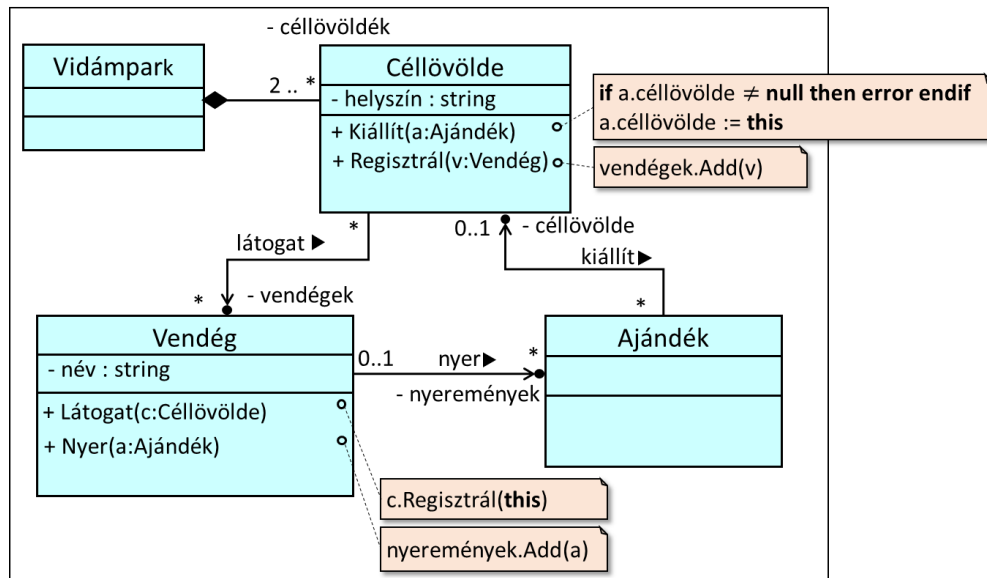 - céllövöldék
Vidámpark
2 .. *
Céllövölde
- helyszín : string
+ Kiállít(a:Ajándék)
+ Regisztrál(v:Vendég)
if a.céllövölde ≠ null then error endif
a.céllövölde := this
vendégek.Add(v)
*
látogat ▶
* - vendégek
0..1 - céllövölde
kiállít▶
*
Vendég
- név : string
+ Látogat(c:Céllövölde)
+ Nyer(a:Ajándék)
0..1 nyer▶ *
- nyeremények
Ajándék
c.Regisztrál(this)
nyeremények.Add(a)